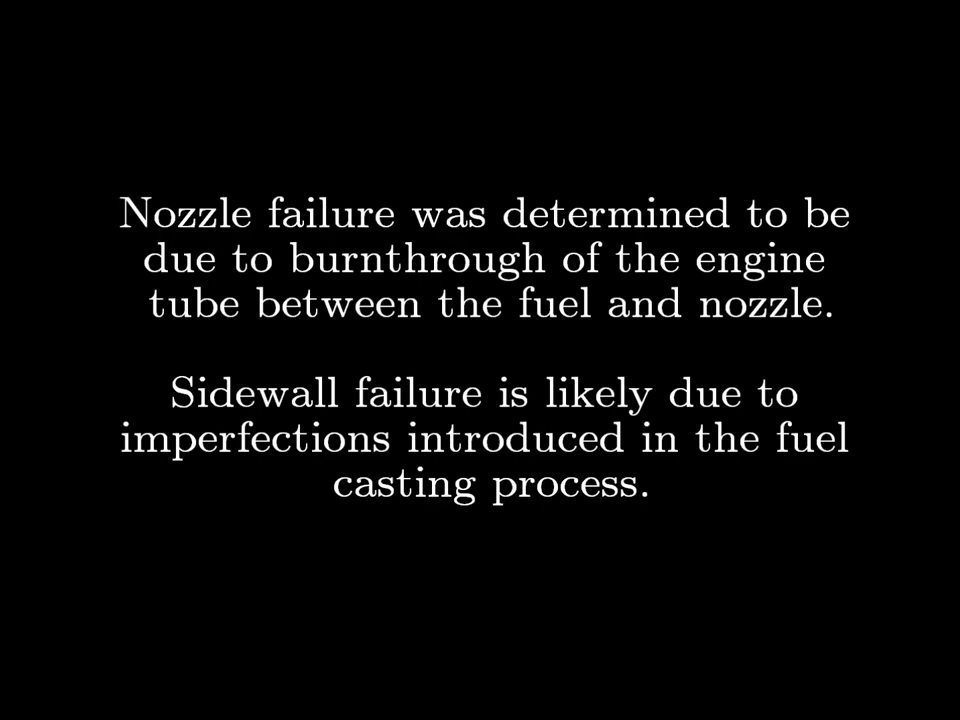 Nozzle failure was determined to be
due to burnthrough of the engine
tube between the fuel and nozzle.
Sidewall failure is likely due to
imperfections introduced in the fuel
casting process.